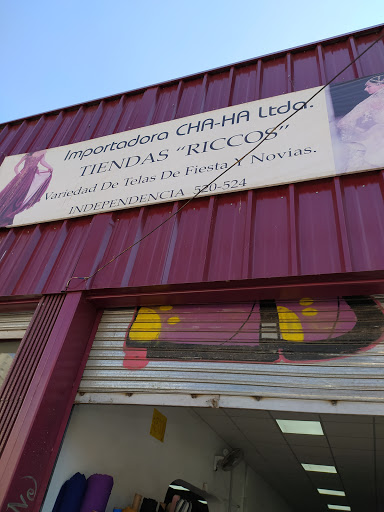 Importadora CHA-HA Ltda.
TIENDAS "RICCOS"
Variedad De Telas De Fiesta Y Novias.
INDEPENDENCIA 520-524